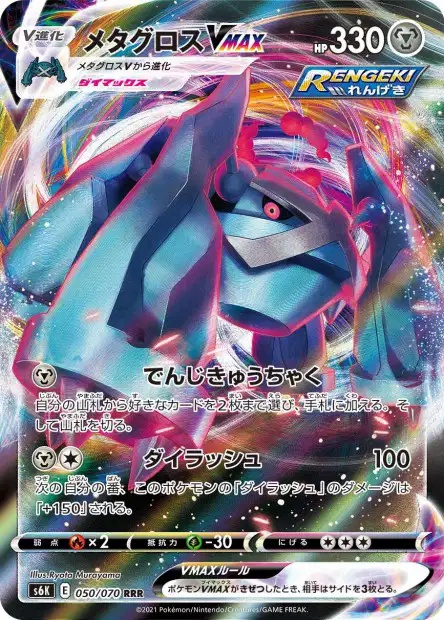 V進化
メタグロスVMAX
HP330
メタグロスVから進化
ダイマックス
RENGEKI
れんげき
でんじきゅうちゃく
自分の山札から好きなカードを2枚まで選び、手札に加える。そ
して山札を切る。
ダイラッシュ 100
次の自分の番、このポケモンの「ダイラッシュ」のダメージは
「+150」される。
弱点 ×2 抵抗力 -30 にげる
Illus.Ryota Murayama
VMAXルール
s6K E 050/070 RRR
ポケモンVMAXがきぜつしたとき、相手はサイドを3枚とる。
©2021 Pokémon/Nintendo/Creatures/GAME FREAK.